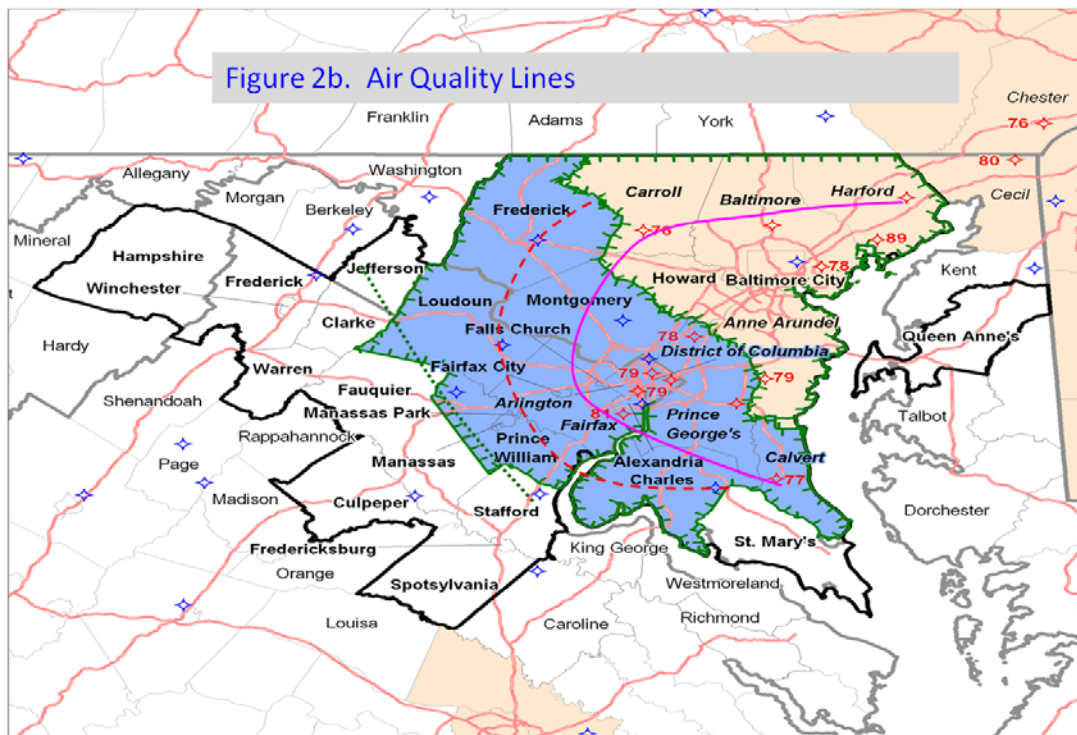 Figure 2b. Air Quality Lines
Chester
Franklin
Adams
York
76
80
Washington
Allegany
Morgan
Berkeley
Carroll
Baltimore
Harford
Cecil
Frederick
Mineral
76
89
Hampshire
Jefferson
Howard
Baltimore City
78
Kent
Winchester
Frederick
Loudoun
Montgomery
t
Clarke
Falls Church
Anne Arundel
Queen Anne's
Hardy
78
District of Columbia
Warren
Fairfax City
79
79
Shenandoah
Fauquier
79
Manassas Park
Arlington
81
Prince
George's
Talbot
Rappahannock
Fairfax
Prince
William
Page
Manassas
Alexandria
Calvert
Madison
Charles
77
Culpeper
Stafford
Dorchester
Fredericksburg
King George
St. Mary's
Orange
Spotsylvania
Westmoreland
Louisa
Caroline
Richmond